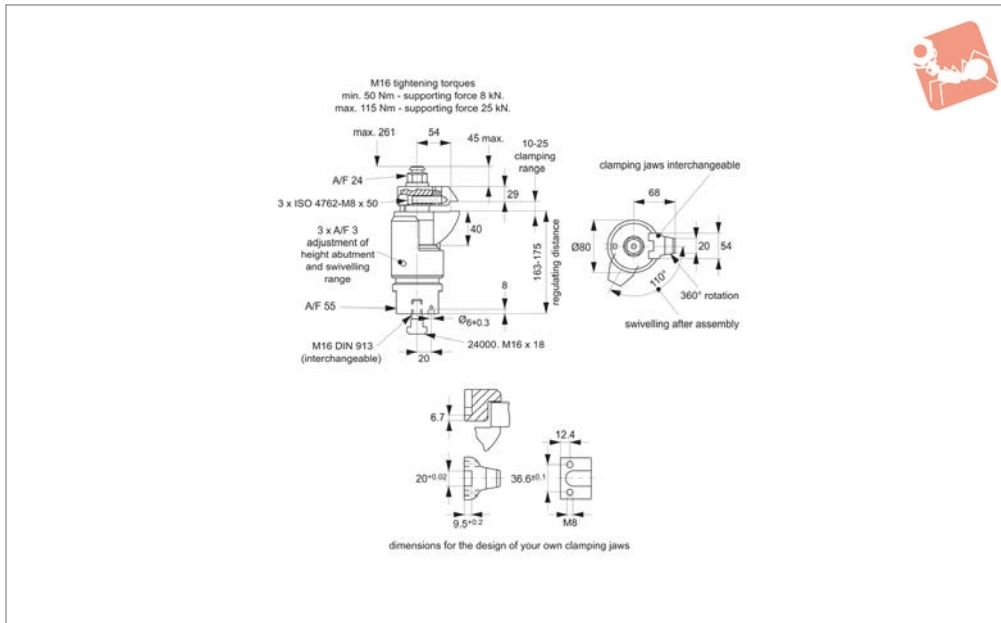 M16 tightening torques
min. 50 Nm - supporting force 8 kN.
max. 115 Nm - supporting force 25 kN.
max. 261
54
45 max.
10-25
clamping
range
A/F 24
29
3 x ISO 4762-M8 x 50
40
3 x A/F 3
adjustment of
height abutment
and swivelling
range
163-175
regulating distance
8
A/F 55
Ø6+0.3
M16 DIN 913
(interchangeable)
24000. M16 x 18
20
clamping jaws interchangeable
68
Ø80
20
54
110°
360° rotation
swivelling after assembly
6.7
20+0.02
9.5+0.2
12.4
36.6±0.1
M8
dimensions for the design of your own clamping jaws